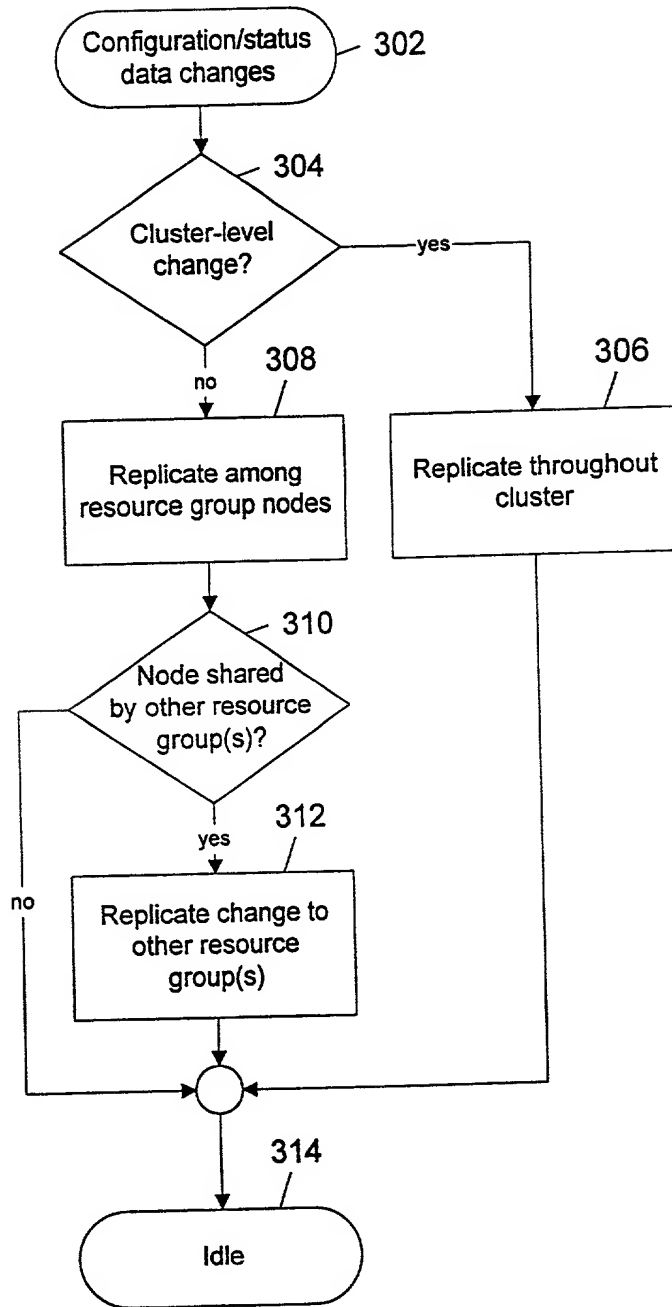 Configuration/status
data changes
302
304
Cluster-level
change?
yes
no
308
306
Replicate among
resource group nodes
Replicate throughout
cluster
310
Node shared
by other resource
group(s)?
yes
312
no
Replicate change to
other resource
group(s)
314
Idle